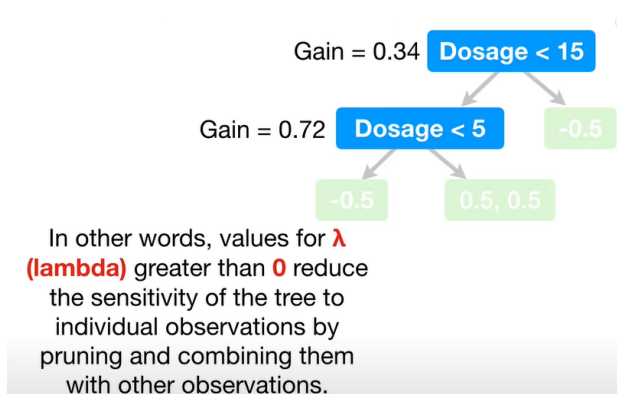 Gain = 0.34 Dosage < 15
Gain = 0.72 Dosage < 5 -0.5
-0.5 0.5, 0.5
In other words, values for λ
(lambda) greater than 0 reduce
the sensitivity of the tree to
individual observations by
pruning and combining them
with other observations.